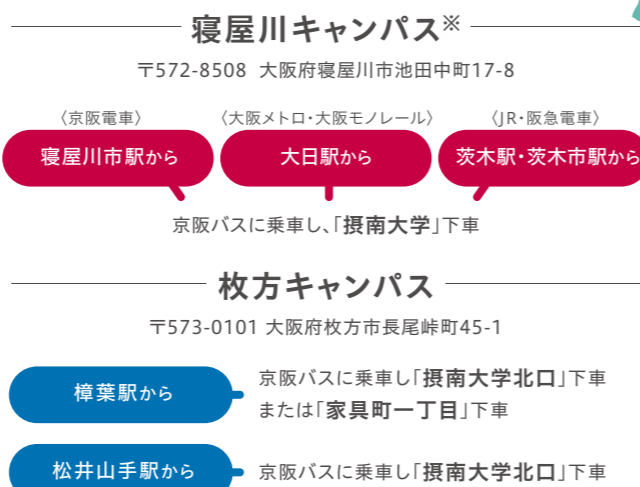 寝屋川キャンパス※
〒572-8508 大阪府寝屋川市池田中町17-8
〈京阪電車〉 〈大阪メトロ・大阪モノレール〉 〈JR・阪急電車〉
寝屋川市駅から 大日駅から 茨木駅・茨木市駅から
京阪バスに乗車し、「摂南大学」下車
枚方キャンパス
〒573-0101 大阪府枚方市長尾峠町45-1
樟葉駅から 京阪バスに乗車し「摂南大学北口」下車
または「家具町一丁目」下車
松井山手駅から 京阪バスに乗車し「摂南大学北口」下車